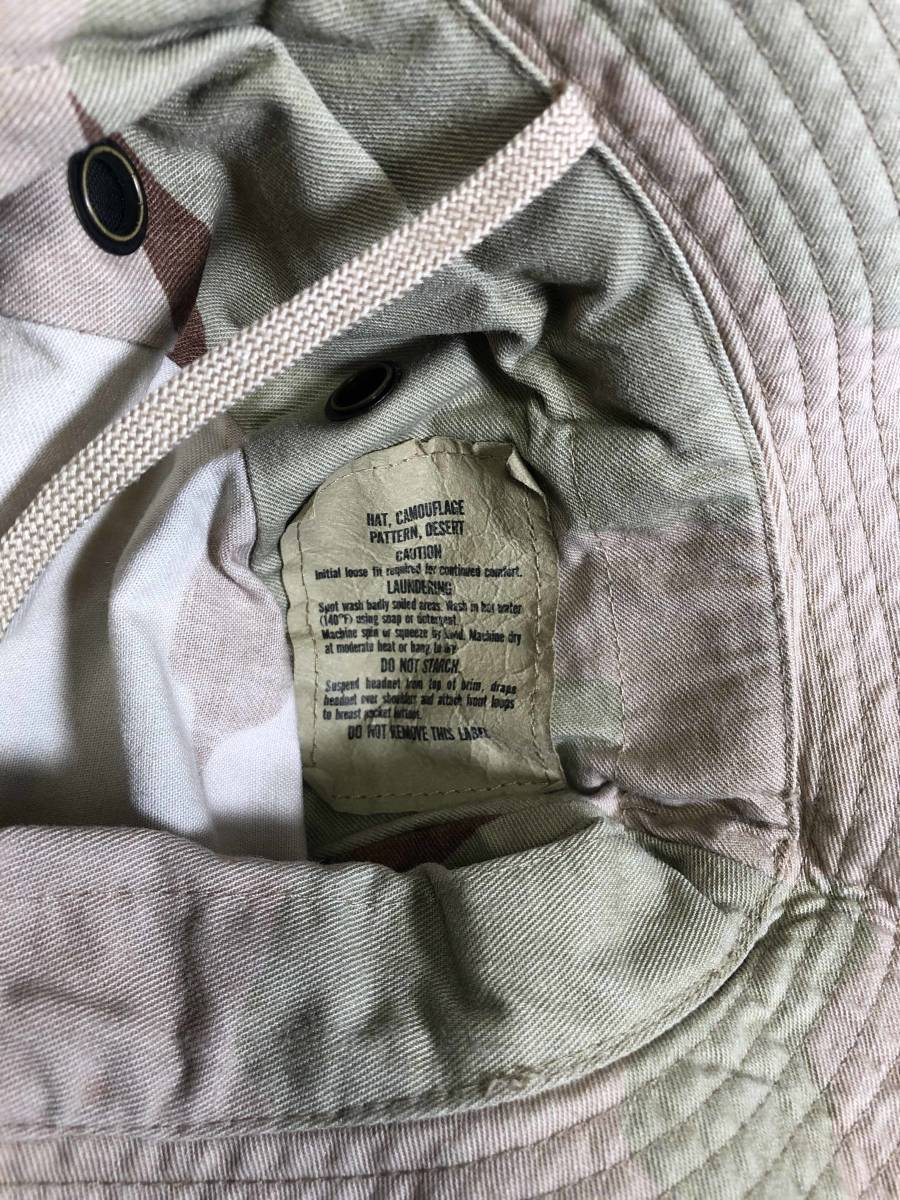 HAT, CAMOUFLAGE
PATTERN, DESERT
CAUTION
Initial loose fit required for continued comfort.
LAUNDERING
Spot wash badly soiled areas. Wash in hot water
(140°F) using soap or detergent.
Machine spin or squeeze by hand. Machine dry
at moderate heat or hang to dry
DO NOT STARCH.
Suspend headnet from top of brim, drape
headnet over shoulders and attach front loops
to breast pocket buttons.
DO NOT REMOVE THIS LABEL